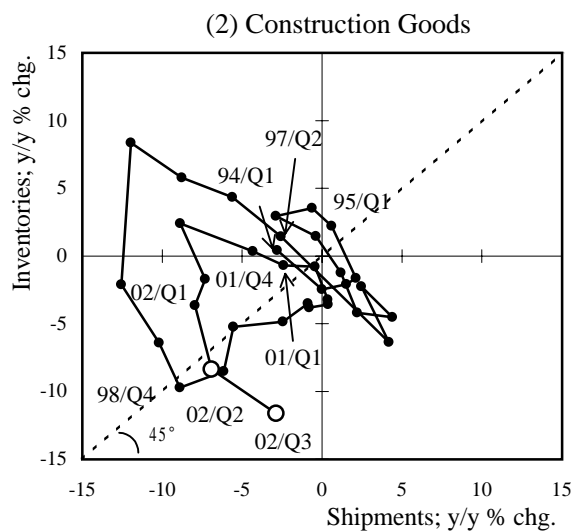 (2) Construction Goods
Inventories; y/y % chg.
15
10
5
0
-5
-10
-15
97/Q2
94/Q1
95/Q1
01/Q4
02/Q1
01/Q1
98/Q4
02/Q2
45°
02/Q3
-15 -10 -5 0 5 10 15
Shipments; y/y % chg.